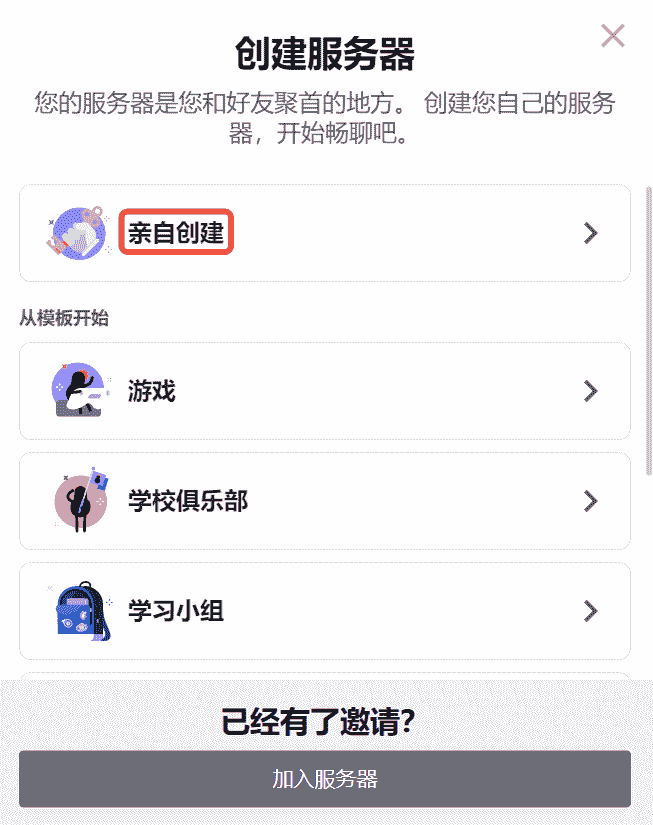 创建服务器
您的服务器是您和好友聚首的地方。 创建您自己的服务
器，开始畅聊吧。
亲自创建
从模板开始
游戏
学校俱乐部
学习小组
已经有了邀请？
加入服务器